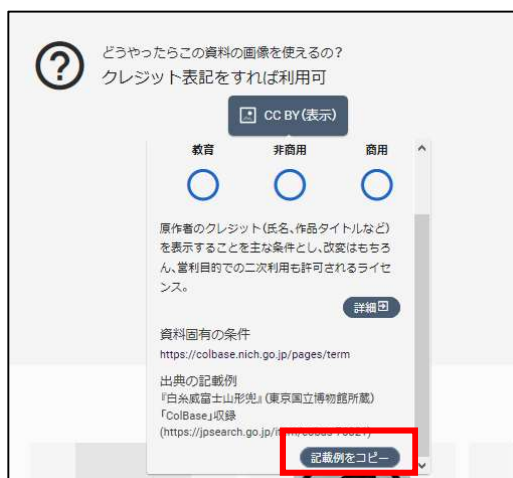 どうやったらこの資料の画像を使えるの?
クレジット表記をすれば利用可
CC BY(表示)
教育 非商用 商用
原作者のクレジット(氏名、作品タイトルなど)
を表示することを主な条件とし、改変はもちろ
ん、営利目的での二次利用も許可されるライセ
ンス。
詳細
資料固有の条件
https://colbase.nich.go.jp/pages/term
出典の記載例
『白糸威富士山形兜』(東京国立博物館所蔵)
「ColBase」収録
(https://jpsearch.go.jp/
記載例をコピー